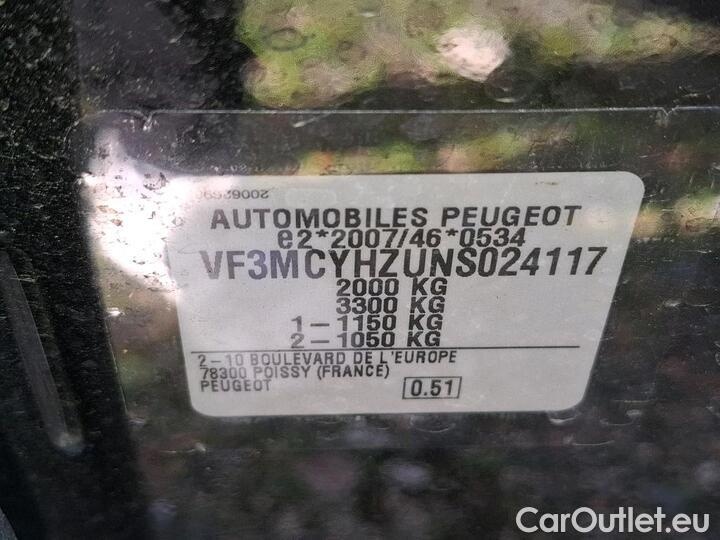 AUTOMOBILES PEUGEOT
e2*2007/46*0534
VF3MCYHZUNS024117
2000 KG
3300 KG
1-1150 KG
2-1050 KG
2-10 BOULEVARD DE L'EUROPE
78300 POISSY (FRANCE)
PEUGEOT
0.51
CarOutlet.eu